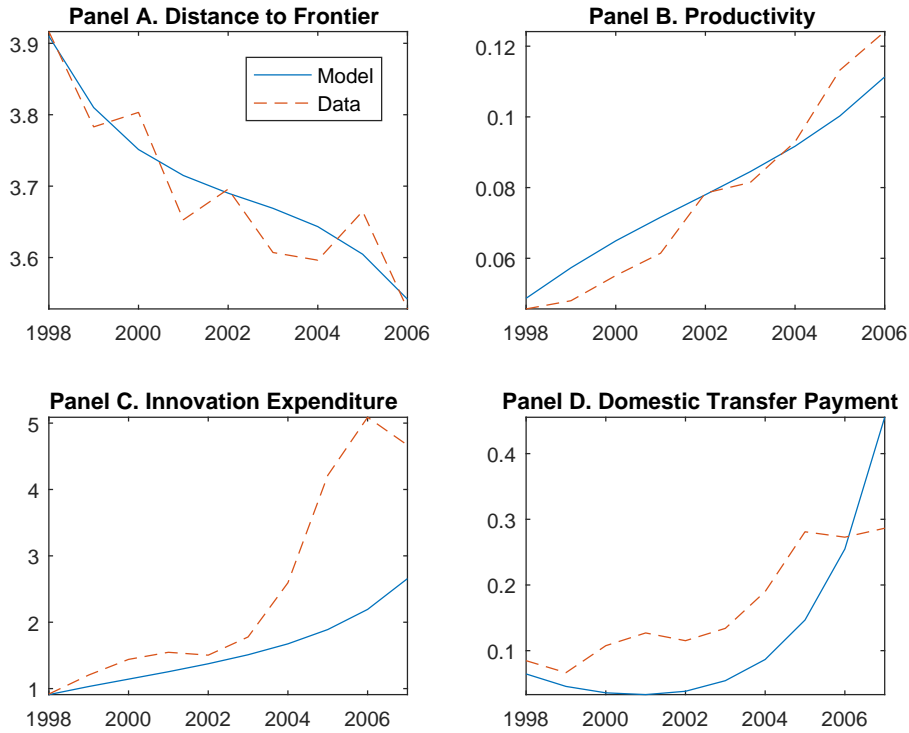 Panel A. Distance to Frontier
3.9
3.8
3.7
3.6
1998 2000 2002 2004 2006
Model
Data
Panel B. Productivity
0.12
0.1
0.08
0.06
1998 2000 2002 2004 2006
Panel C. Innovation Expenditure
5
4
3
2
1
1998 2000 2002 2004 2006
Panel D. Domestic Transfer Payment
0.4
0.3
0.2
0.1
1998 2000 2002 2004 2006